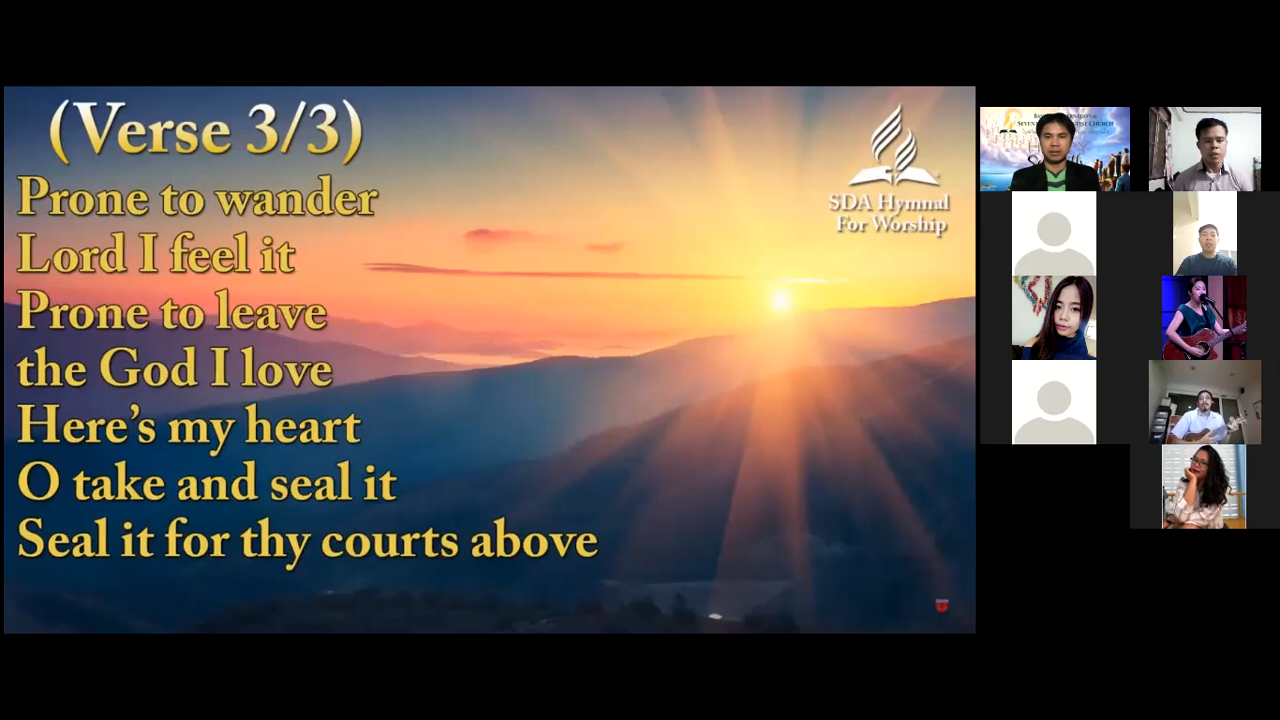 (Verse 3/3)
Prone to wander
Lord I feel it
Prone to leave
the God I love
Here’s my heart
O take and seal it
Seal it for thy courts above
SDA Hymnal
For Worship